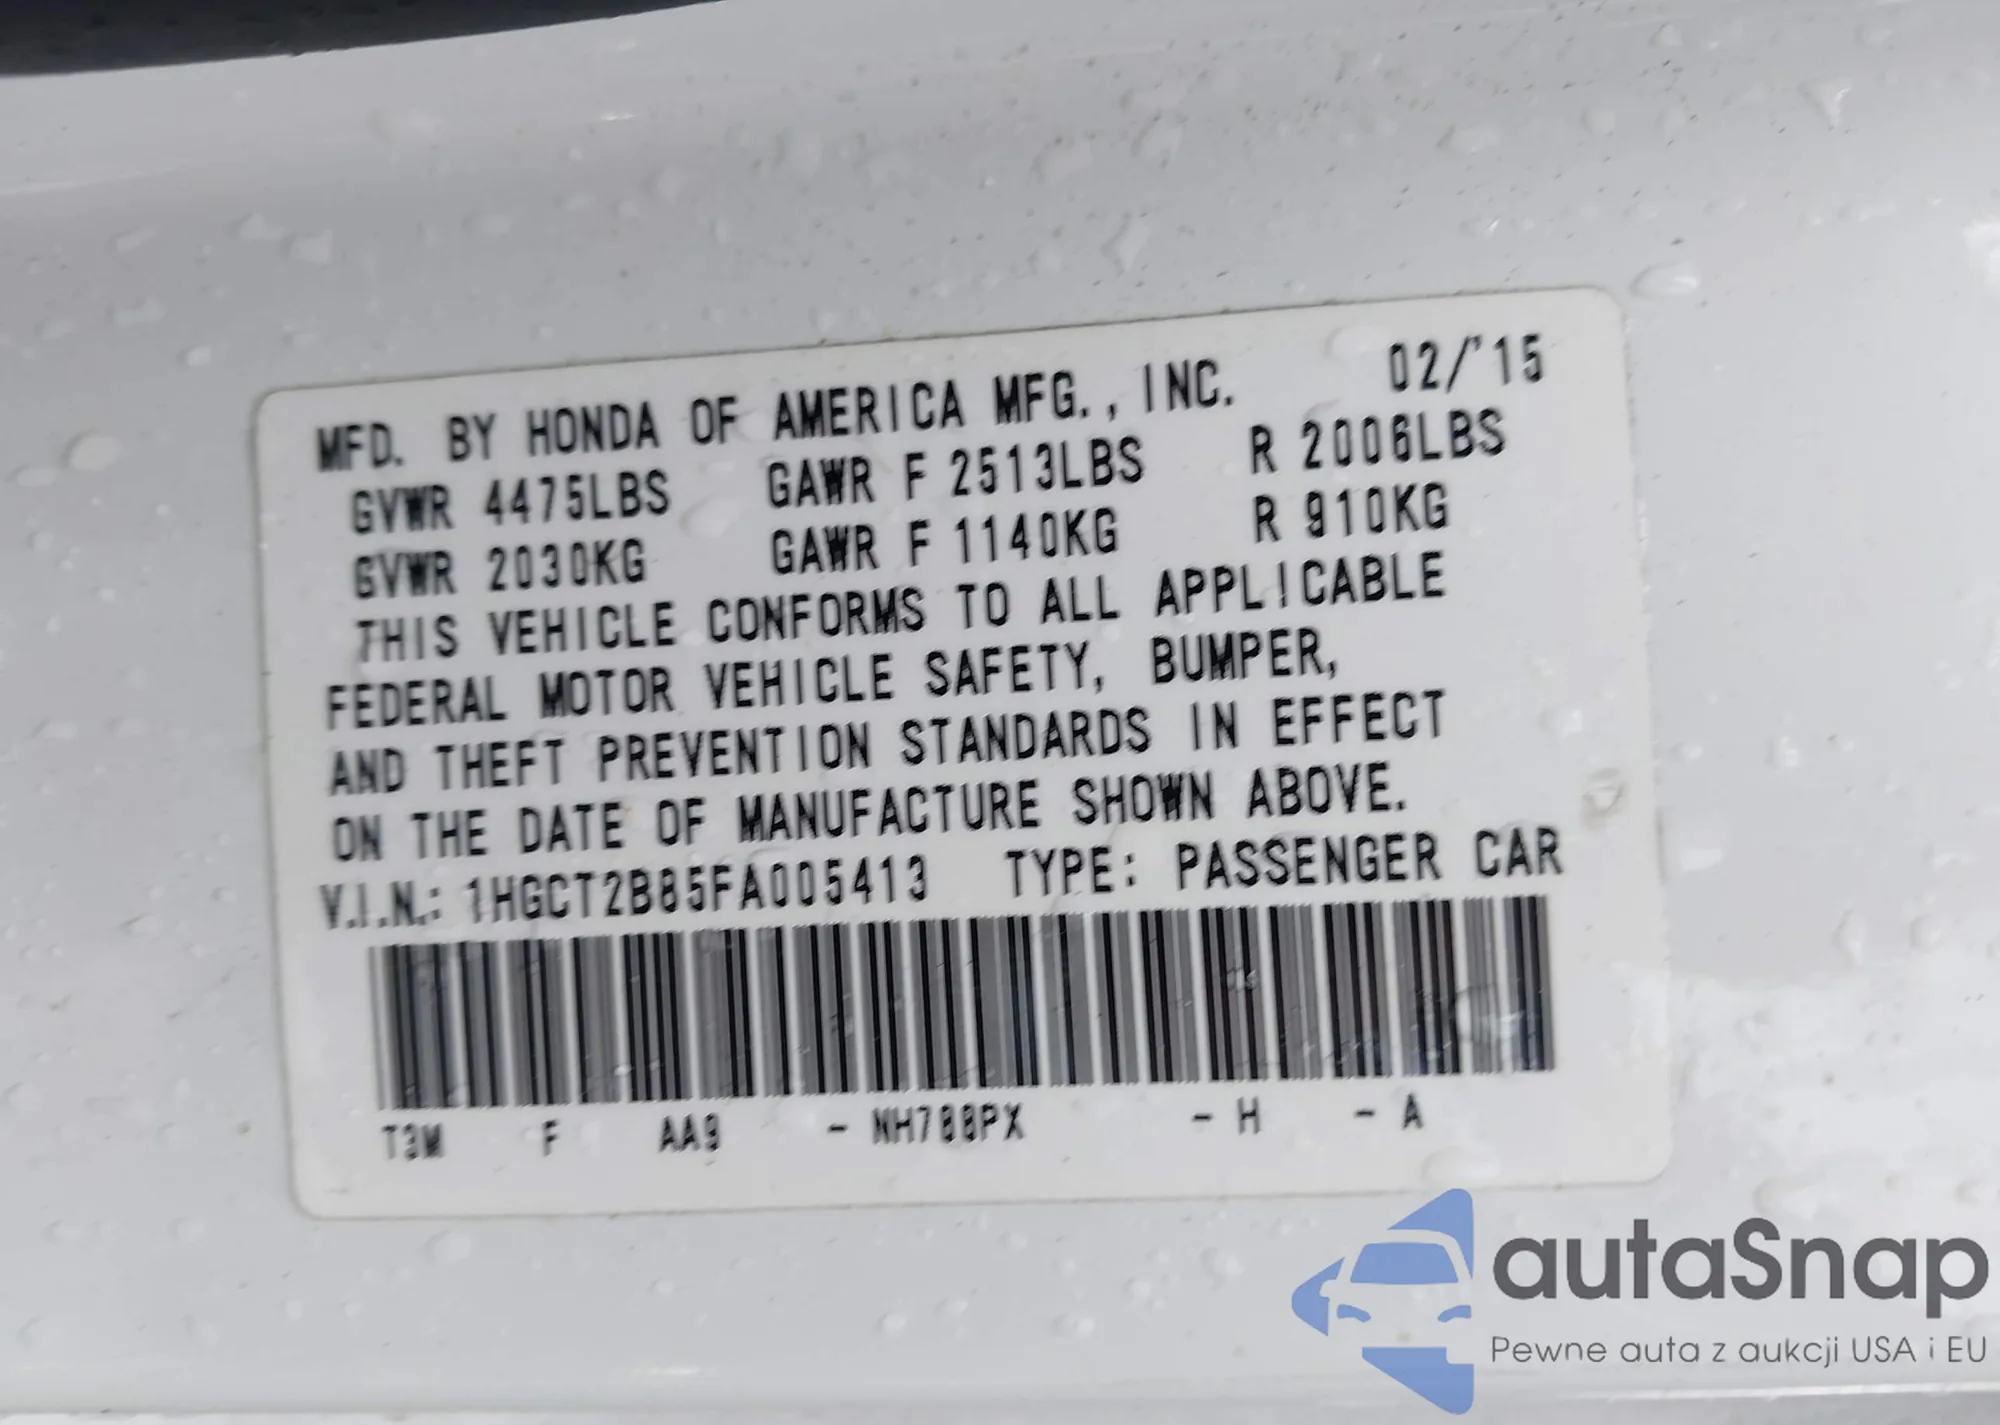 MFD. BY HONDA OF AMERICA MFG., INC. 02/'15
GVWR 4475LBS GAWR F 2513LBS R 2006LBS
GVWR 2030KG GAWR F 1140KG R 910KG
THIS VEHICLE CONFORMS TO ALL APPLICABLE
FEDERAL MOTOR VEHICLE SAFETY, BUMPER,
AND THEFT PREVENTION STANDARDS IN EFFECT
ON THE DATE OF MANUFACTURE SHOWN ABOVE.
V.I.N.: 1HGCT2B85FA005413 TYPE: PASSENGER CAR
T3M F AA9 - NH788PX - H - A
autaSnap
Pewne auta z aukcji USA i EU